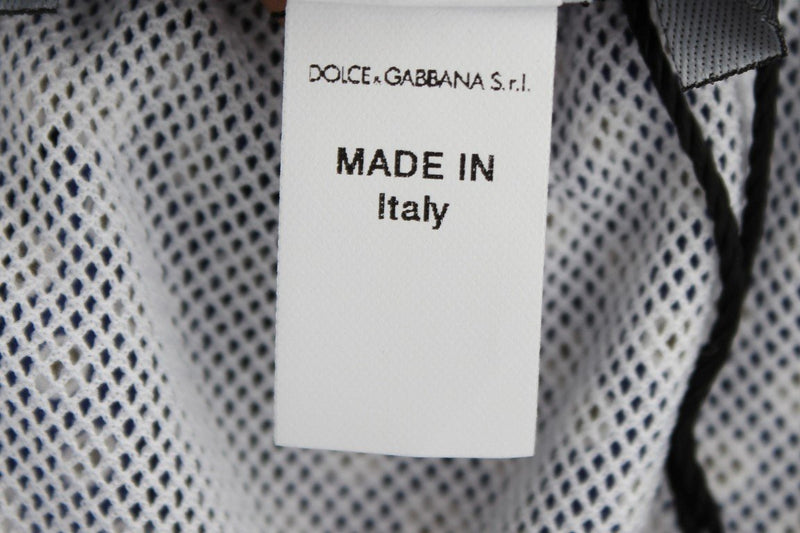 DOLCE & GABBANA S.r.l.
MADE IN
Italy